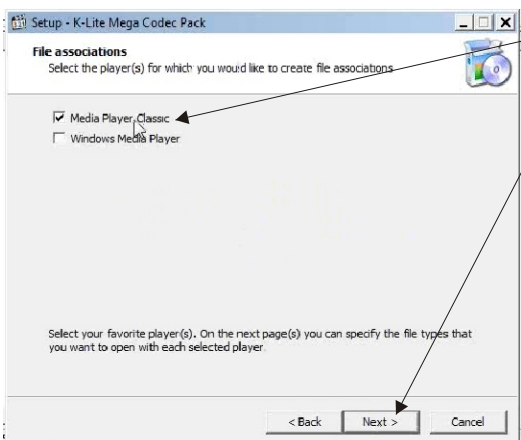 Setup - K-Lite Mega Codec Pack
File associations
Select the player(s) for which you would like to create file associations
Media Player Classic
Windows Media Player
Select your favorite player(s). On the next page(s) you can specify the file types that
you want to open with each selected player.
< Back Next > Cancel